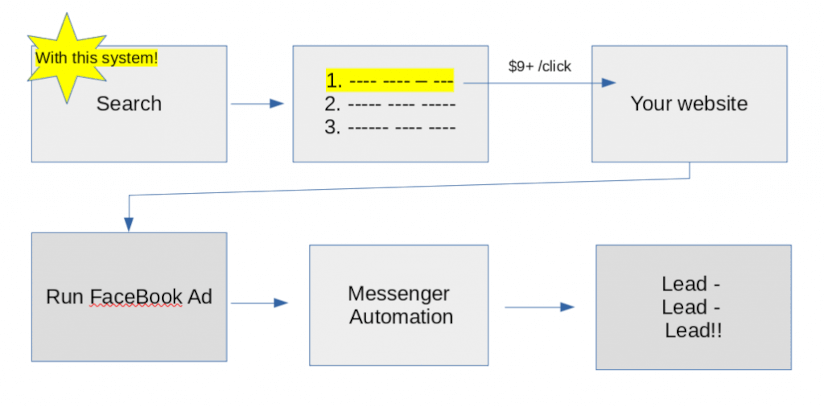 With this system!
Search
1. ---- ---- – ---
2. ----- ---- -----
3. ------ ---- ----
$9+ /click
Your website
Run FaceBook Ad
Messenger
Automation
Lead -
Lead -
Lead!!